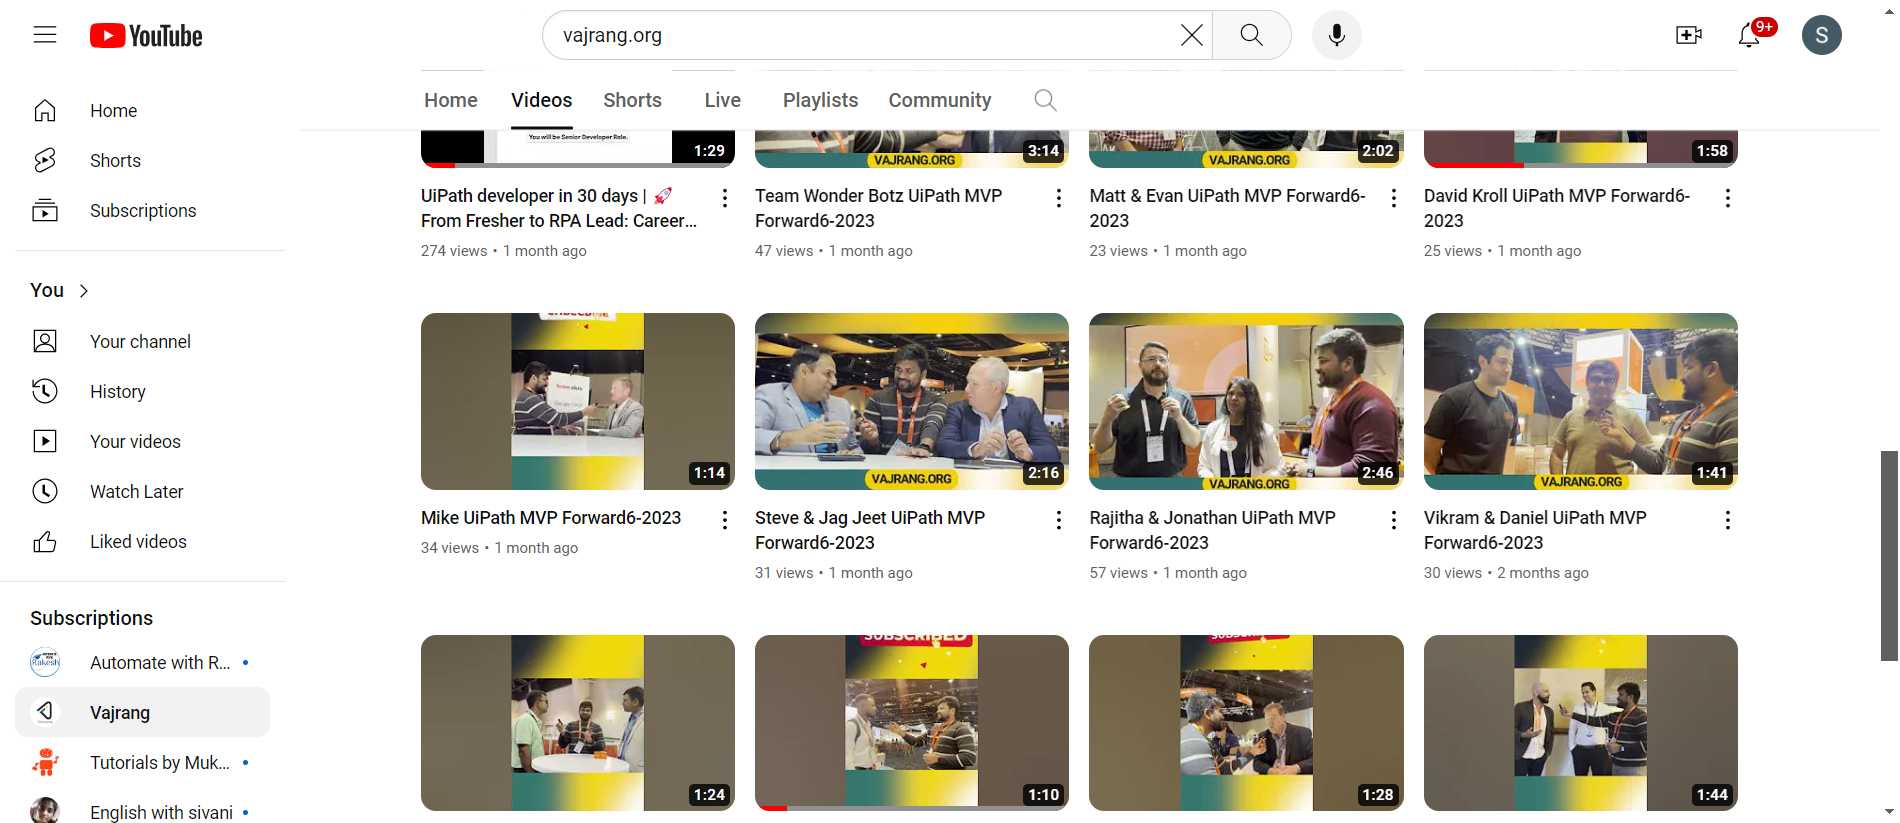 YouTube
vajrang.org
9+
S
Home
Videos
Shorts
Live
Playlists
Community
Home
Shorts
Subscriptions
You
Your channel
History
Your videos
Watch Later
Liked videos
Subscriptions
Automate with R...
Vajrang
Tutorials by Muk...
English with sivani
You will be Senior Developer Role.
1:29
VAJRANG.ORG
3:14
VAJRANG.ORG
2:02
1:58
UiPath developer in 30 days | 🚀
From Fresher to RPA Lead: Career...
274 views • 1 month ago
Team Wonder Botz UiPath MVP
Forward6-2023
47 views • 1 month ago
Matt & Evan UiPath MVP Forward6-
2023
23 views • 1 month ago
David Kroll UiPath MVP Forward6-
2023
25 views • 1 month ago
1:14
VAJRANG.ORG
2:16
VAJRANG.ORG
2:46
VAJRANG.ORG
1:41
Mike UiPath MVP Forward6-2023
34 views • 1 month ago
Steve & Jag Jeet UiPath MVP
Forward6-2023
31 views • 1 month ago
Rajitha & Jonathan UiPath MVP
Forward6-2023
57 views • 1 month ago
Vikram & Daniel UiPath MVP
Forward6-2023
30 views • 2 months ago
1:24
SUBSCRIBED
1:10
SUBSCRIBED
1:28
1:44